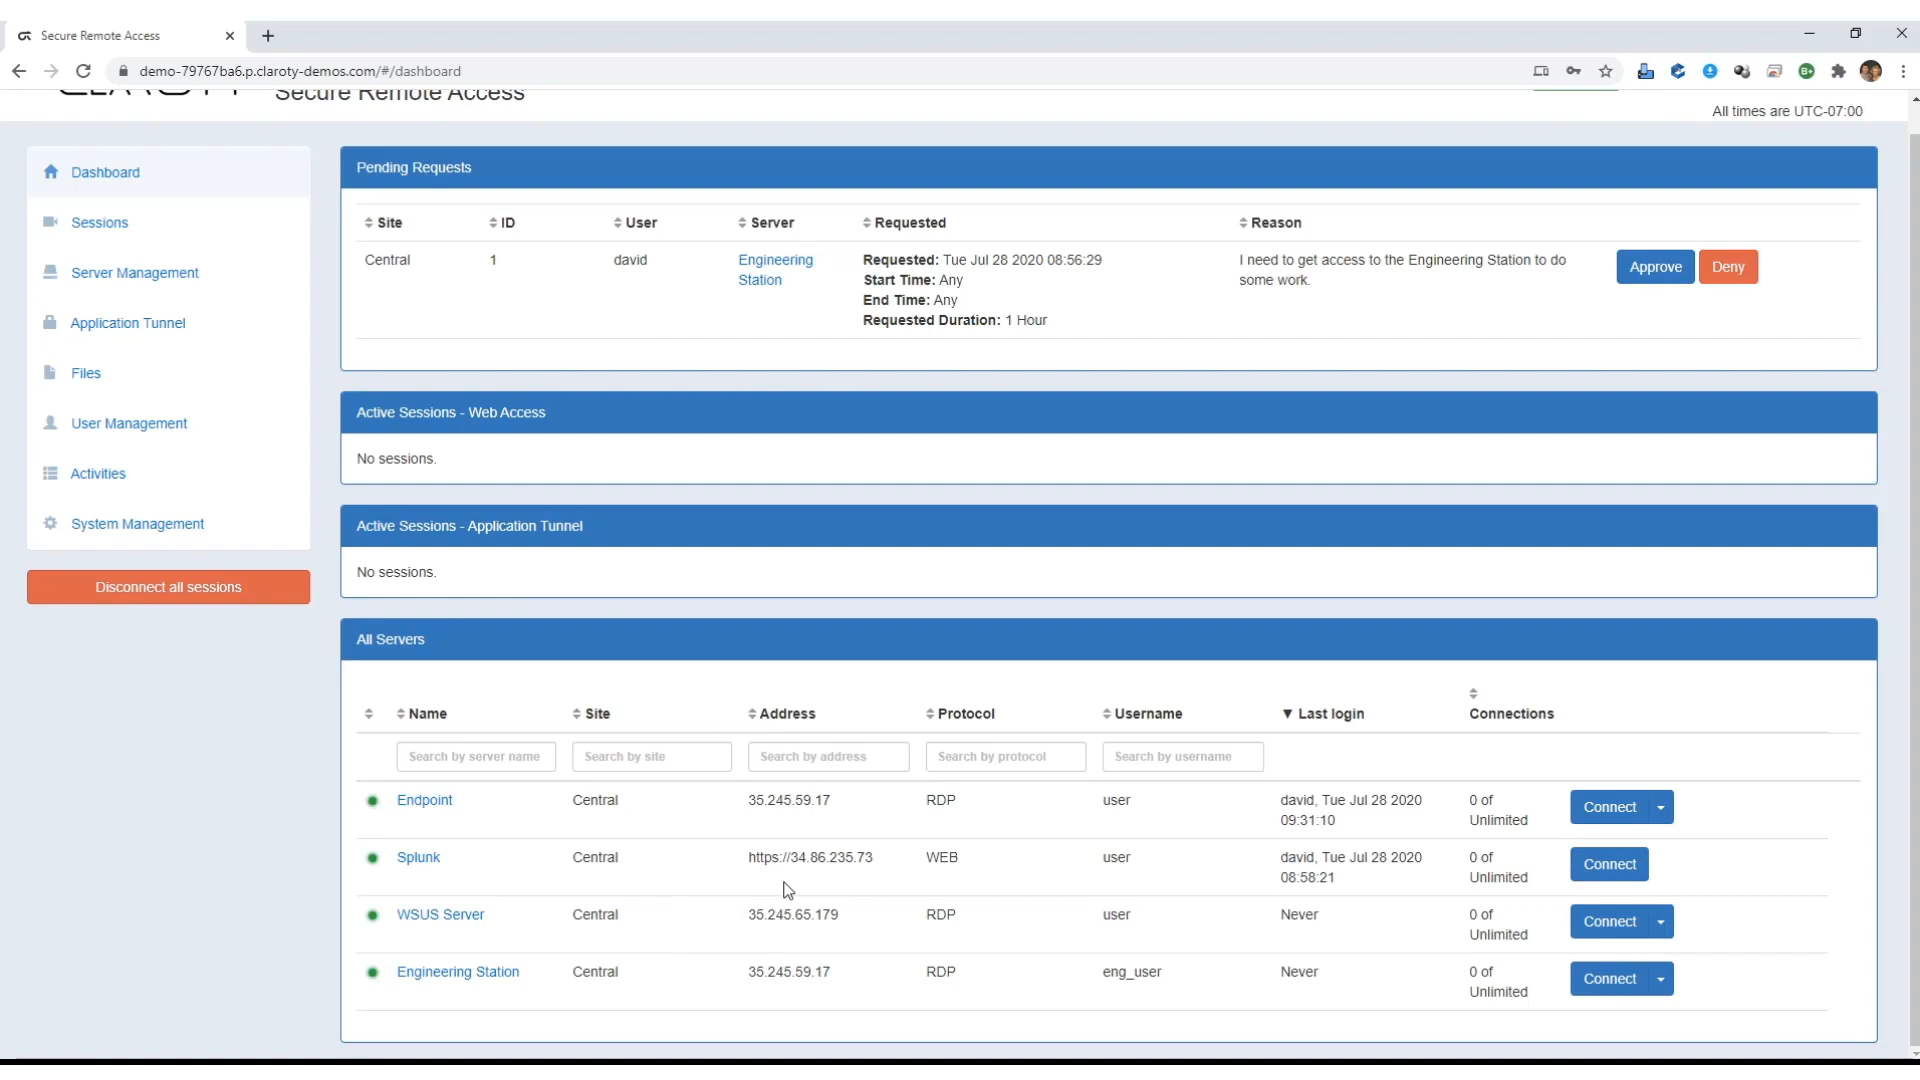 Secure Remote Access
demo-79767ba6.p.claroty-demos.com/#/dashboard
Secure Remote Access
All times are UTC-07:00
Dashboard
Sessions
Server Management
Application Tunnel
Files
User Management
Activities
System Management
Disconnect all sessions
Pending Requests
Site ID User Server Requested Reason
Central 1 david Engineering Requested: Tue Jul 28 2020 08:56:29 I need to get access to the Engineering Station to do Approve Deny
Station Start Time: Any some work.
End Time: Any
Requested Duration: 1 Hour
Active Sessions - Web Access
No sessions.
Active Sessions - Application Tunnel
No sessions.
All Servers
Name Site Address Protocol Username Last login Connections
Search by server name Search by site Search by address Search by protocol Search by username
Endpoint Central 35.245.59.17 RDP user david, Tue Jul 28 2020 0 of Connect
09:31:10 Unlimited
Splunk Central https://34.86.235.73 WEB user david, Tue Jul 28 2020 0 of Connect
08:58:21 Unlimited
WSUS Server Central 35.245.65.179 RDP user Never 0 of Connect
Unlimited
Engineering Station Central 35.245.59.17 RDP eng_user Never 0 of Connect
Unlimited